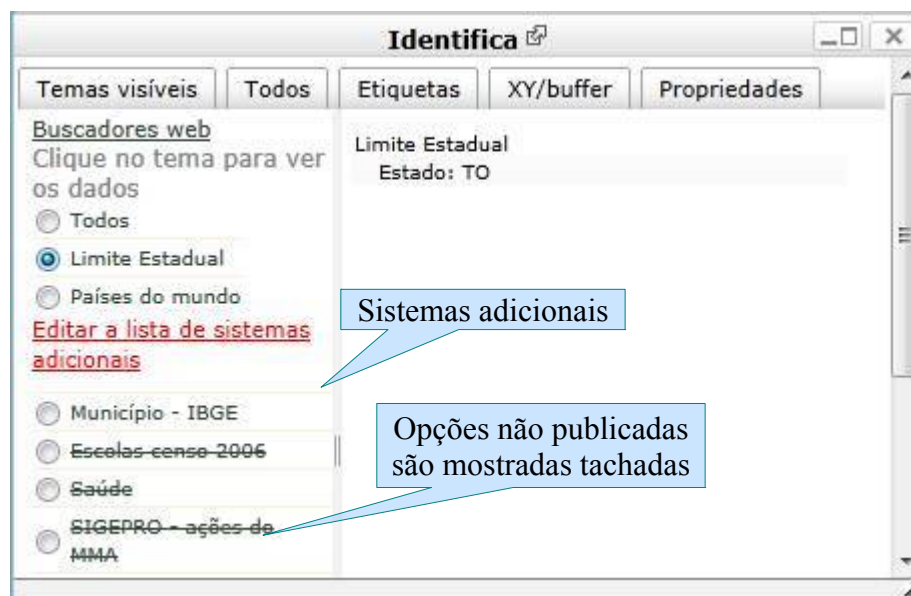 Identifica
Temas visíveis
Todos
Etiquetas
XY/buffer
Propriedades
Buscadores web
Clique no tema para ver
os dados
Todos
Limite Estadual
Países do mundo
Editar a lista de sistemas
adicionais
Município - IBGE
Escolas censo 2006
Saúde
SIGEPRO - ações do
MMA
Limite Estadual
Estado: TO
Sistemas adicionais
Opções não publicadas
são mostradas tachadas